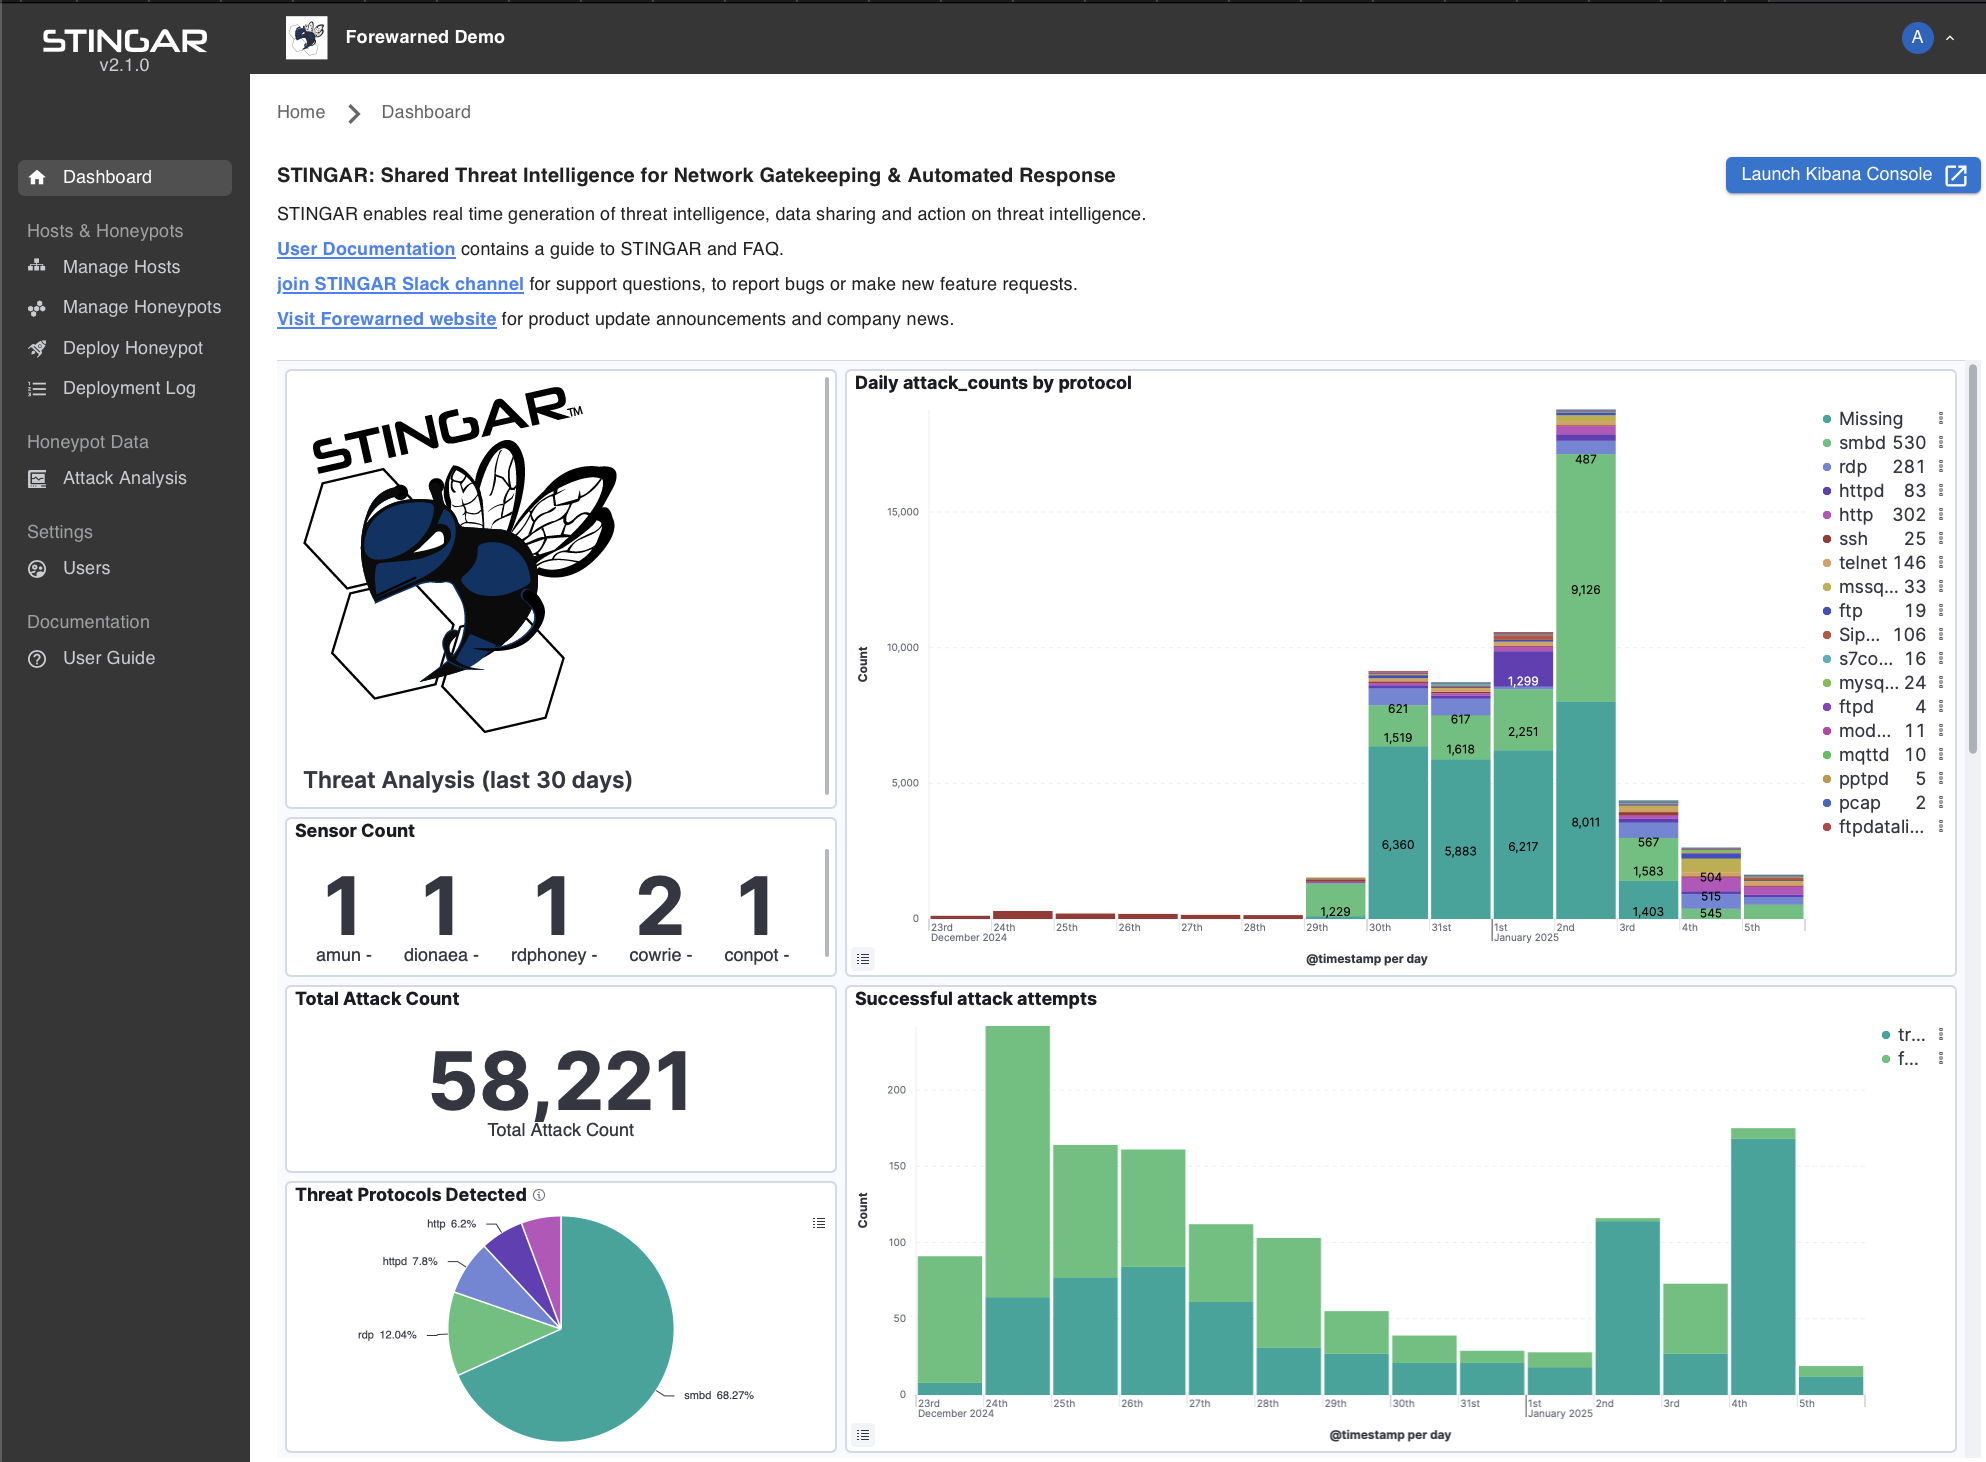 STINGAR
v2.1.0
Forewarned Demo
A
Home
Dashboard
Dashboard
Hosts & Honeypots
Manage Hosts
Manage Honeypots
Deploy Honeypot
Deployment Log
Honeypot Data
Attack Analysis
Settings
Users
Documentation
User Guide
STINGAR: Shared Threat Intelligence for Network Gatekeeping & Automated Response
Launch Kibana Console
STINGAR enables real time generation of threat intelligence, data sharing and action on threat intelligence.
User Documentation contains a guide to STINGAR and FAQ.
join STINGAR Slack channel for support questions, to report bugs or make new feature requests.
Visit Forewarned website for product update announcements and company news.
STINGAR™
Threat Analysis (last 30 days)
Sensor Count
1 1 1 2 1
amun - dionaea - rdphoney - cowrie - conpot -
Total Attack Count
58,221
Total Attack Count
Threat Protocols Detected
http 6.2%
httpd 7.8%
rdp 12.04%
smbd 68.27%
Daily attack_counts by protocol
Count
15,000
10,000
5,000
0
1,229
621
1,519
6,360
617
1,618
5,883
1,299
2,251
6,217
487
9,126
8,011
567
1,583
1,403
504
515
545
23rd 24th 25th 26th 27th 28th 29th 30th 31st 1st 2nd 3rd 4th 5th
December 2024 January 2025
@timestamp per day
Missing
smbd 530
rdp 281
httpd 83
http 302
ssh 25
telnet 146
mssq... 33
ftp 19
Sip... 106
s7co... 16
mysq... 24
ftpd 4
mod... 11
mqttd 10
pptpd 5
pcap 2
ftpdatali...
Successful attack attempts
Count
200
150
100
50
0
23rd 24th 25th 26th 27th 28th 29th 30th 31st 1st 2nd 3rd 4th 5th
December 2024 January 2025
@timestamp per day
tr...
f...